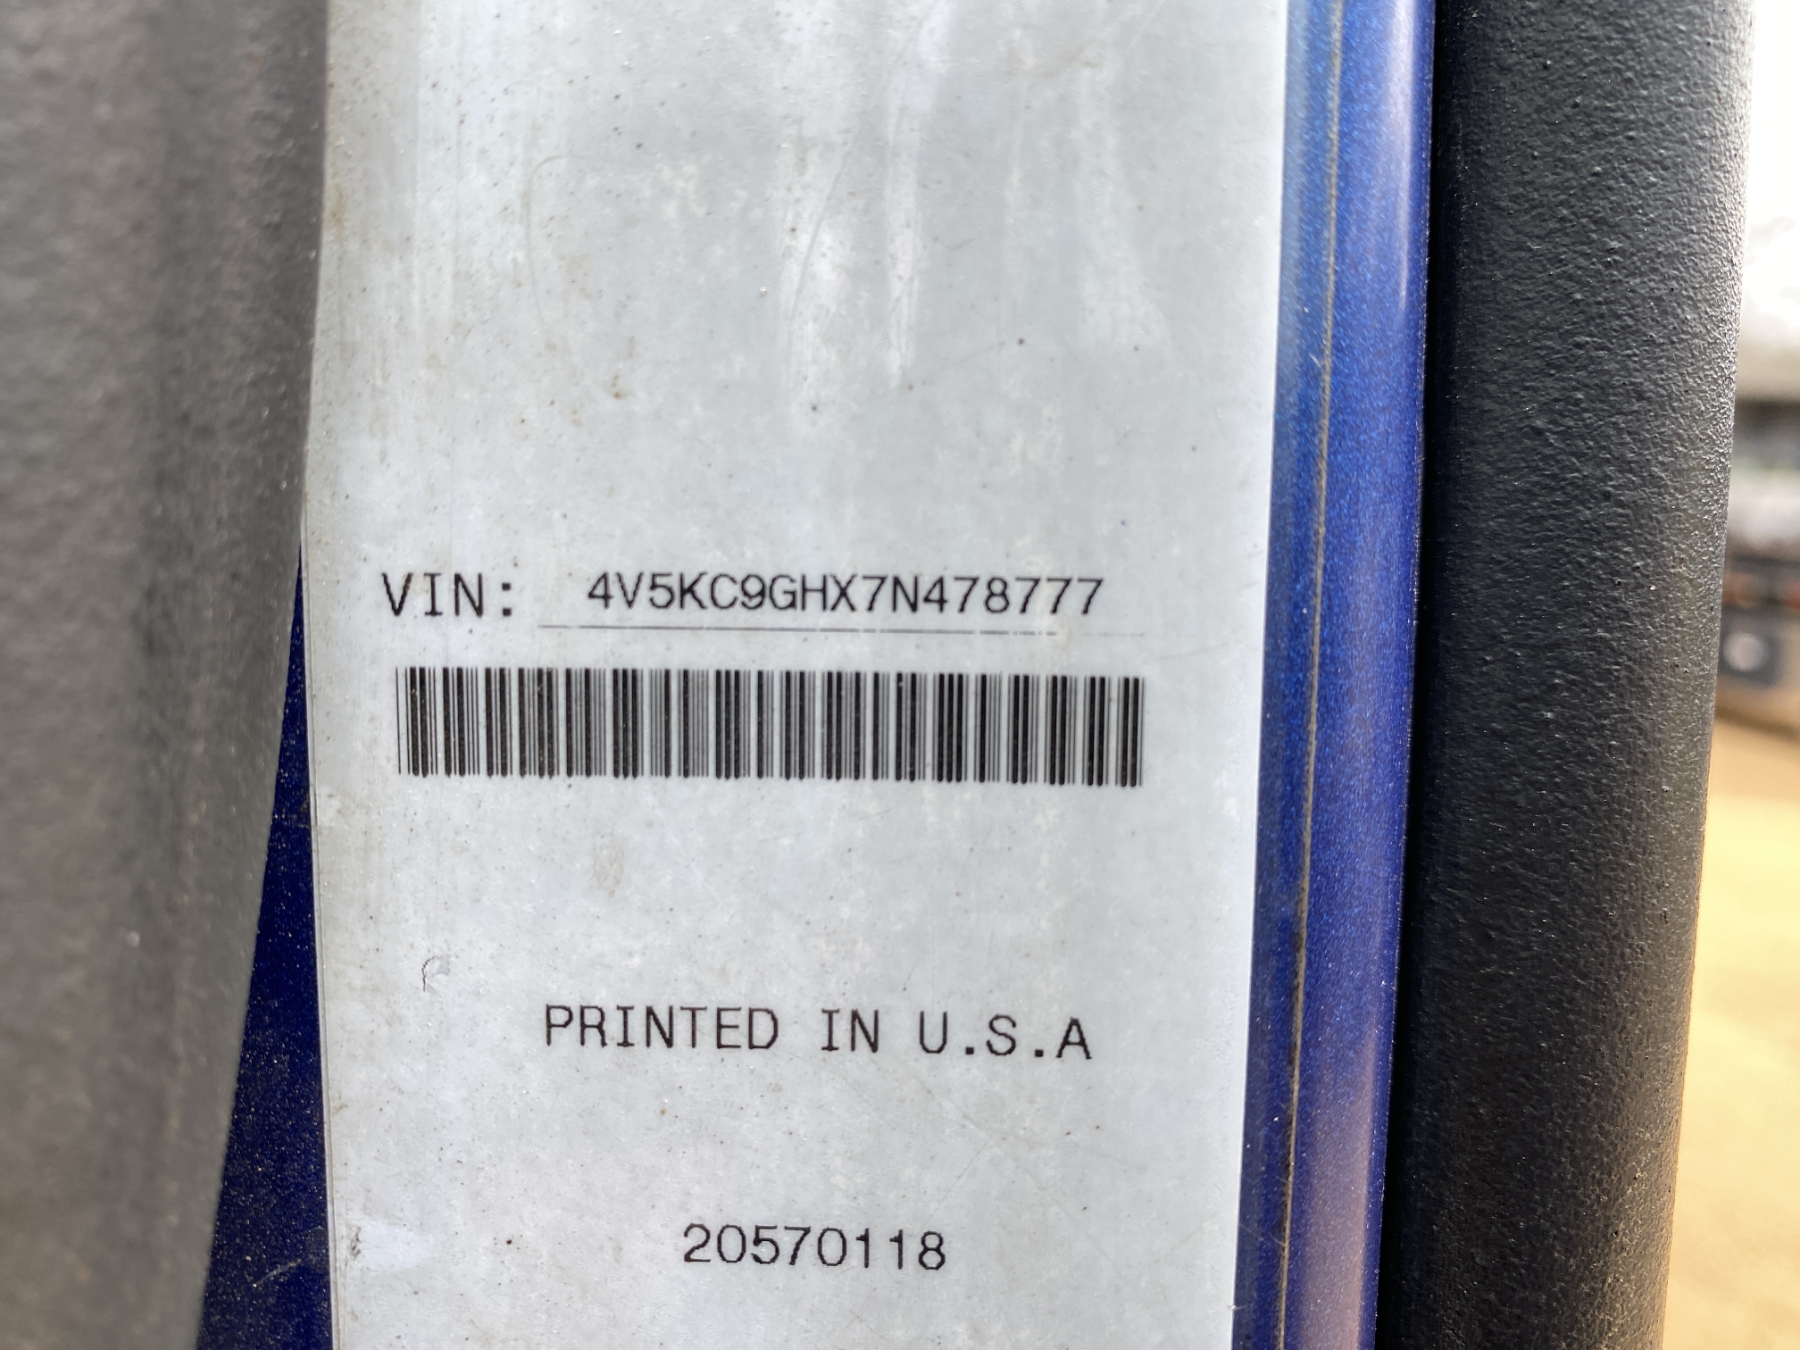 VIN: 4V5KC9GHX7N478777
PRINTED IN U.S.A
20570118